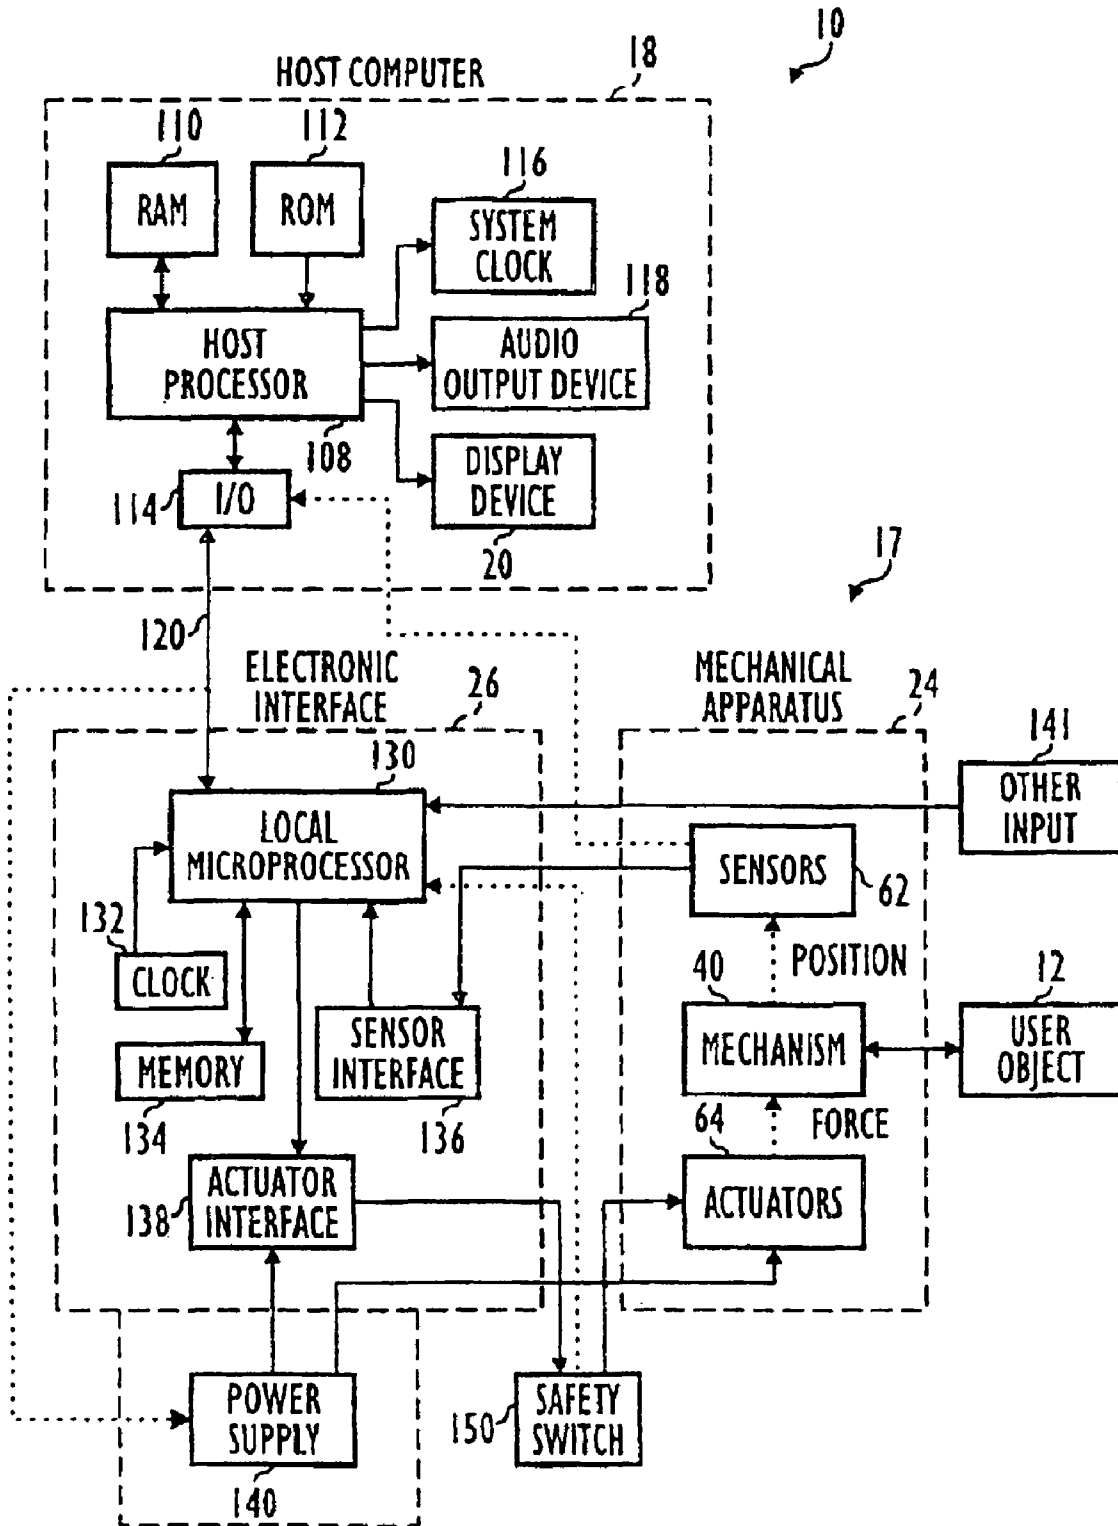 10
HOST COMPUTER
18
110
112
RAM
ROM
116
SYSTEM
CLOCK
118
HOST
PROCESSOR
AUDIO
OUTPUT DEVICE
108
DISPLAY
DEVICE
114
I/O
20
17
120
ELECTRONIC
INTERFACE
26
MECHANICAL
APPARATUS
24
141
130
OTHER
INPUT
LOCAL
MICROPROCESSOR
SENSORS
62
132
CLOCK
POSITION
40
12
SENSOR
INTERFACE
MECHANISM
USER
OBJECT
MEMORY
134
136
64
FORCE
ACTUATOR
INTERFACE
138
ACTUATORS
POWER
SUPPLY
140
150
SAFETY
SWITCH